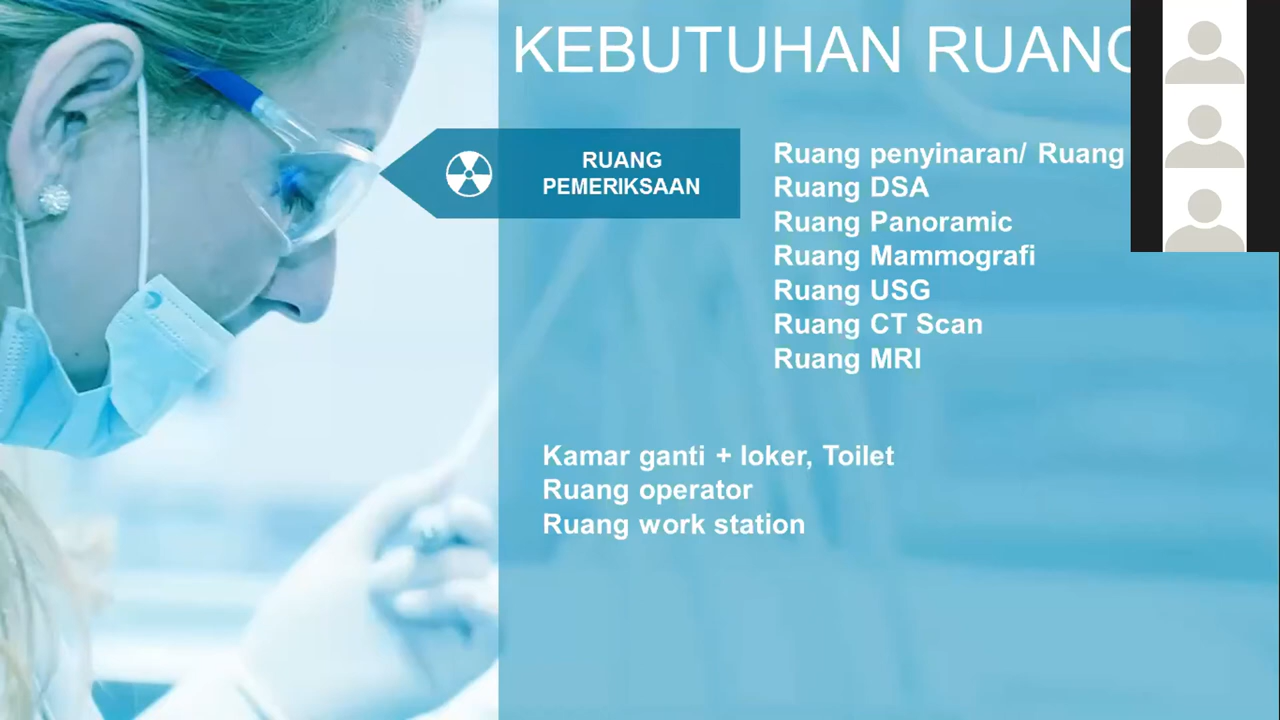 KEBUTUHAN RUANG
RUANG
PEMERIKSAAN
Ruang penyinaran/ Ruang
Ruang DSA
Ruang Panoramic
Ruang Mammografi
Ruang USG
Ruang CT Scan
Ruang MRI
Kamar ganti + loker, Toilet
Ruang operator
Ruang work station